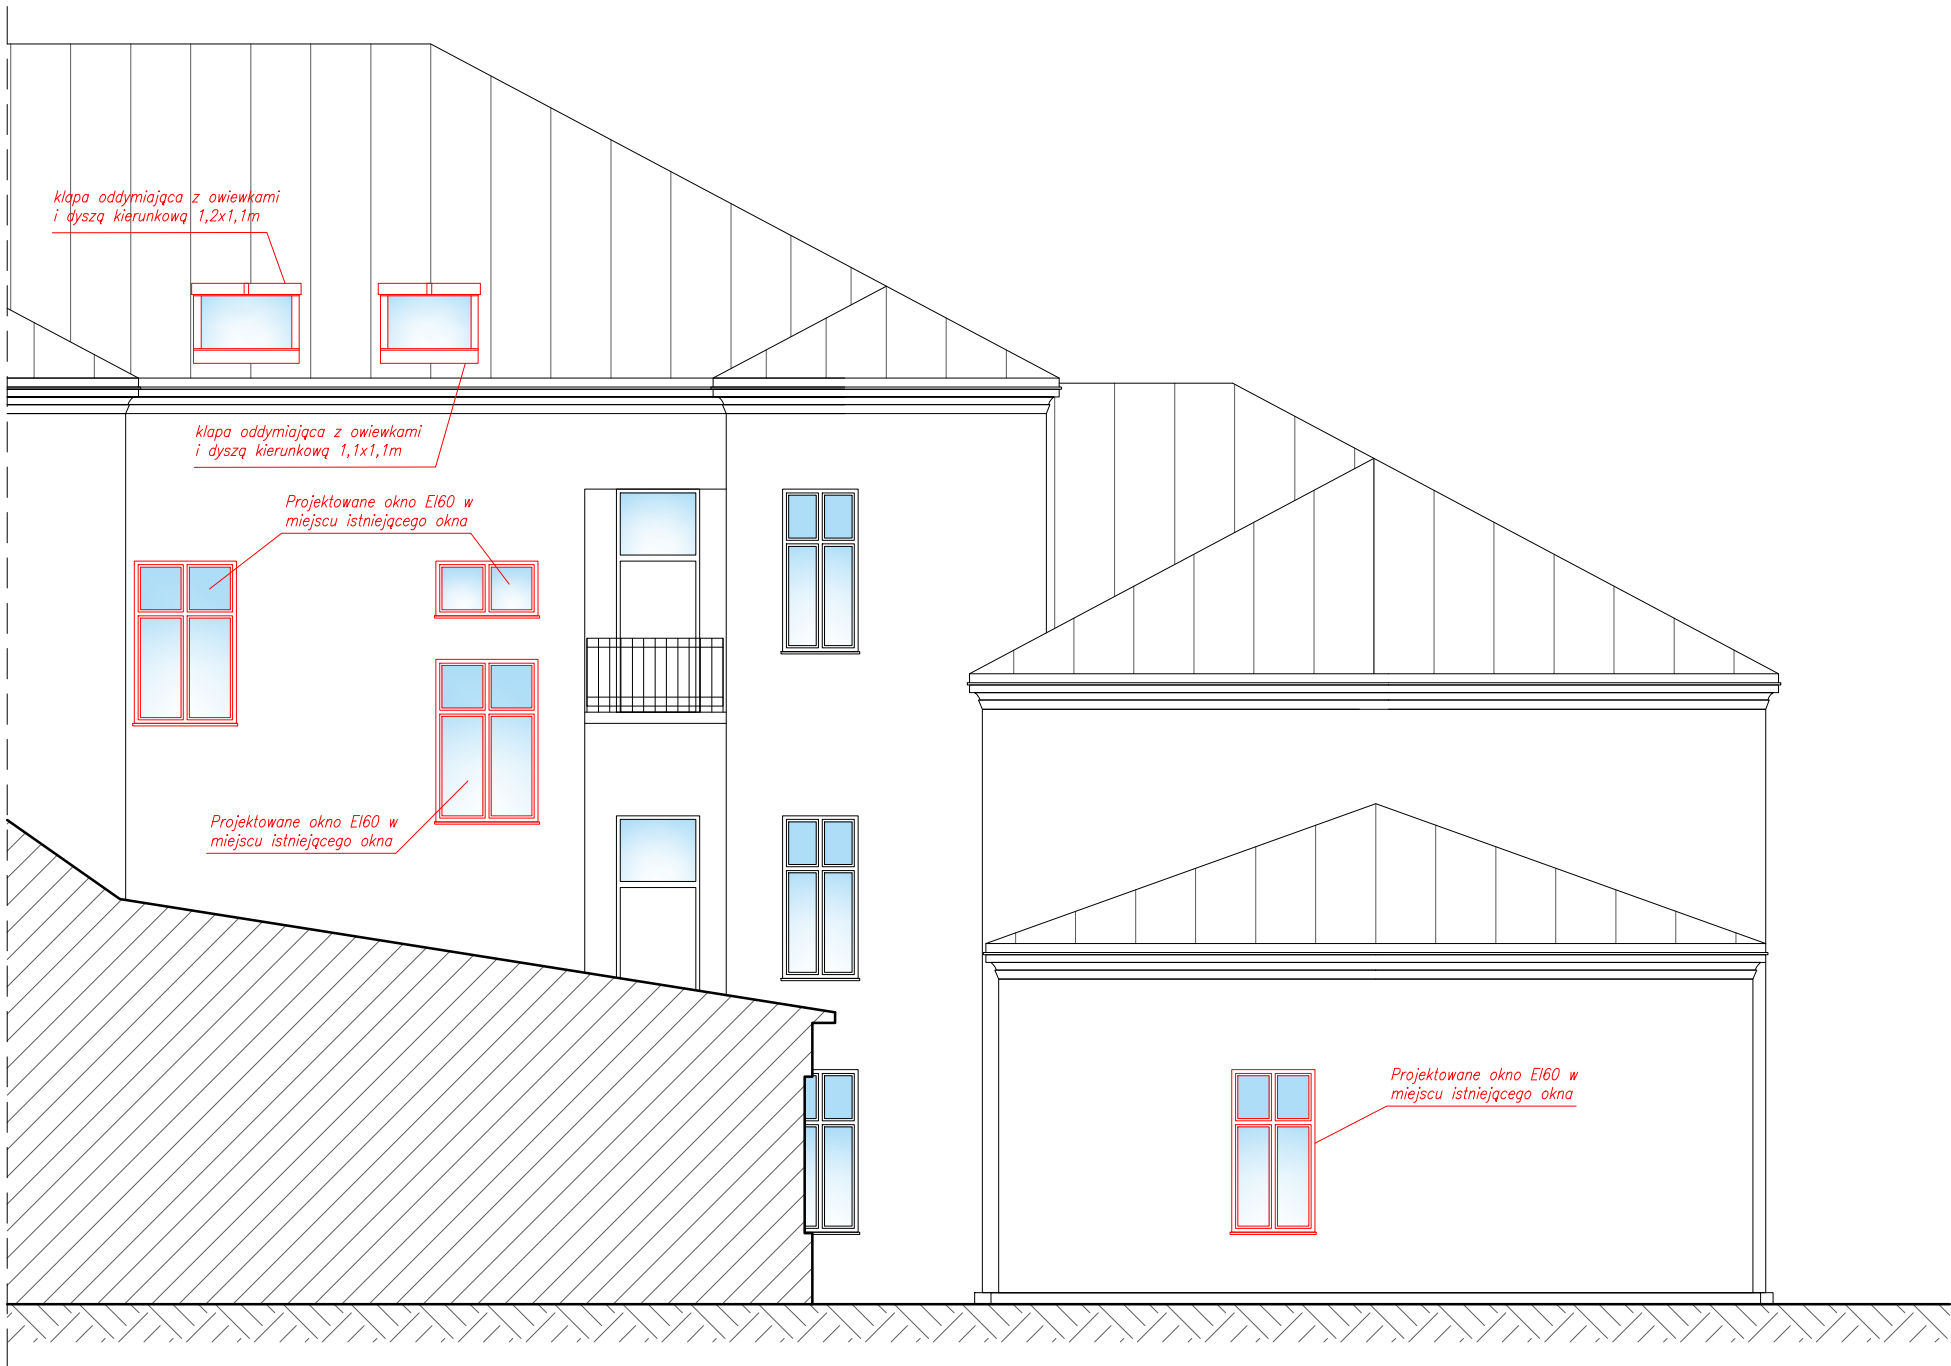 klapa oddymiająca z owiewkami
i dyszą kierunkową 1,2x1,1m
klapa oddymiająca z owiewkami
i dyszą kierunkową 1,1x1,1m
Projektowane okno EI60 w
miejscu istniejącego okna
Projektowane okno EI60 w
miejscu istniejącego okna
Projektowane okno EI60 w
miejscu istniejącego okna